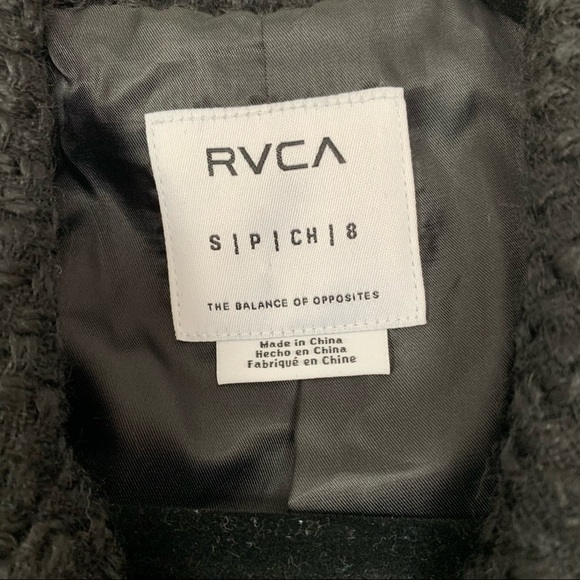 RVCA
S | P | CH | 8
THE BALANCE OF OPPOSITES
Made in China
Hecho en China
Fabriqué en Chine